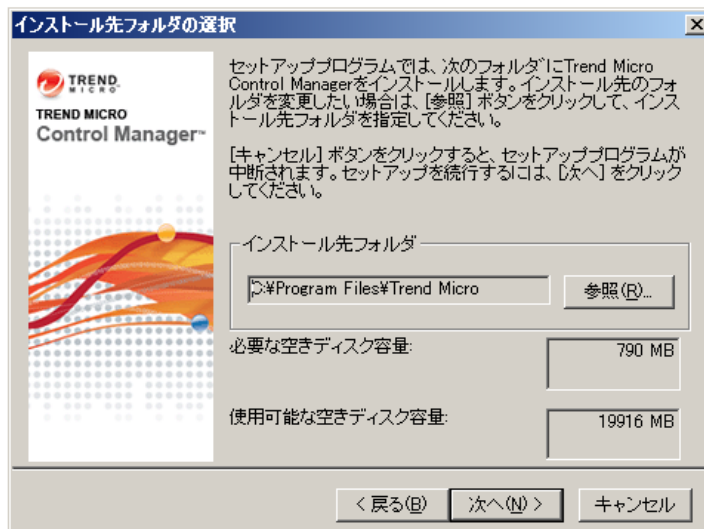 インストール先フォルダの選択
TREND
MICRO
TREND MICRO
Control Manager™
セットアッププログラムでは、次のフォルダにTrend Micro
Control Managerをインストールします。インストール先のフォ
ルダを変更したい場合は、[参照] ボタンをクリックして、インス
トール先フォルダを指定してください。
[キャンセル] ボタンをクリックすると、セットアッププログラムが
中断されます。セットアップを続行するには、[次へ] をクリック
してください。
インストール先フォルダ
C:¥Program Files¥Trend Micro
参照(R)...
必要な空きディスク容量:
790 MB
使用可能な空きディスク容量:
19916 MB
< 戻る(B)
次へ(N) >
キャンセル